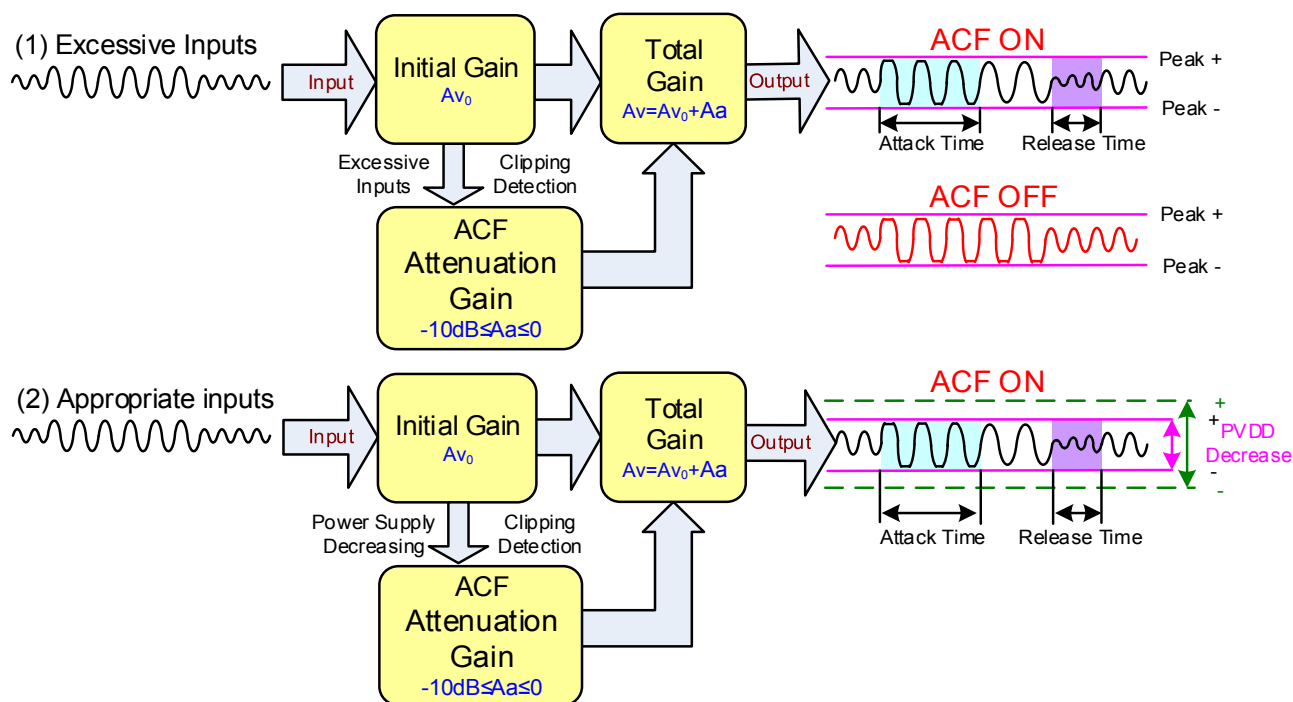 (1) Excessive Inputs
Input
Initial Gain
Av0
Total
Gain
Av=Av0+Aa
Output
Excessive
Inputs
Clipping
Detection
ACF
Attenuation
Gain
-10dB≤Aa≤0
ACF ON
Peak +
Peak -
Attack Time
Release Time
ACF OFF
Peak +
Peak -
(2) Appropriate inputs
Input
Initial Gain
Av0
Total
Gain
Av=Av0+Aa
Output
Power Supply
Decreasing
Clipping
Detection
ACF
Attenuation
Gain
-10dB≤Aa≤0
ACF ON
+
+
PVDD
Decrease
-
-
Attack Time
Release Time